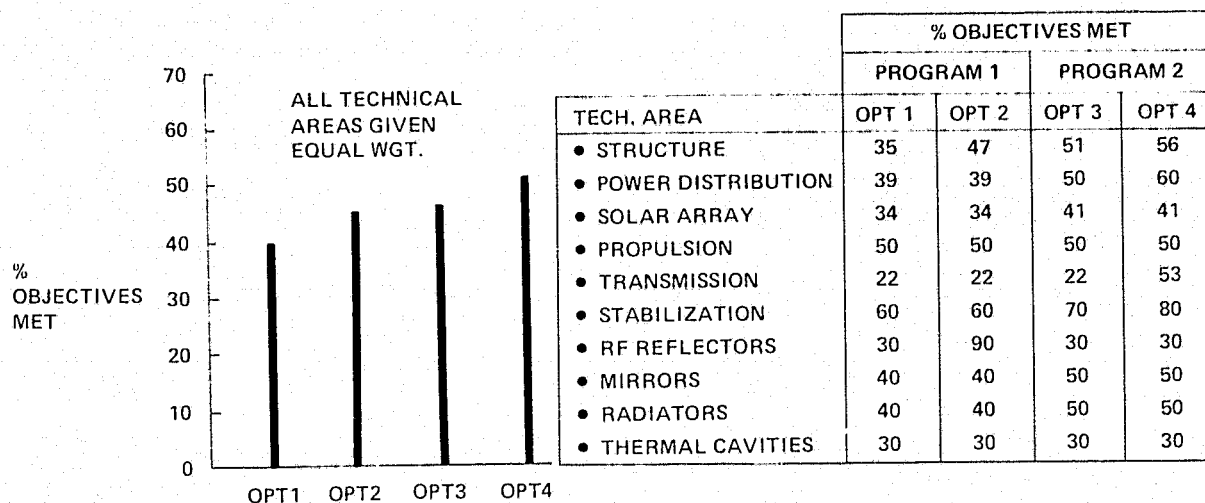 70
60
50
40
30
20
10
0
%
OBJECTIVES
MET
ALL TECHNICAL
AREAS GIVEN
EQUAL WGT.
OPT1 OPT2 OPT3 OPT4
% OBJECTIVES MET
PROGRAM 1 PROGRAM 2
TECH. AREA OPT 1 OPT 2 OPT 3 OPT 4
• STRUCTURE 35 47 51 56
• POWER DISTRIBUTION 39 39 50 60
• SOLAR ARRAY 34 34 41 41
• PROPULSION 50 50 50 50
• TRANSMISSION 22 22 22 53
• STABILIZATION 60 60 70 80
• RF REFLECTORS 30 90 30 30
• MIRRORS 40 40 50 50
• RADIATORS 40 40 50 50
• THERMAL CAVITIES 30 30 30 30